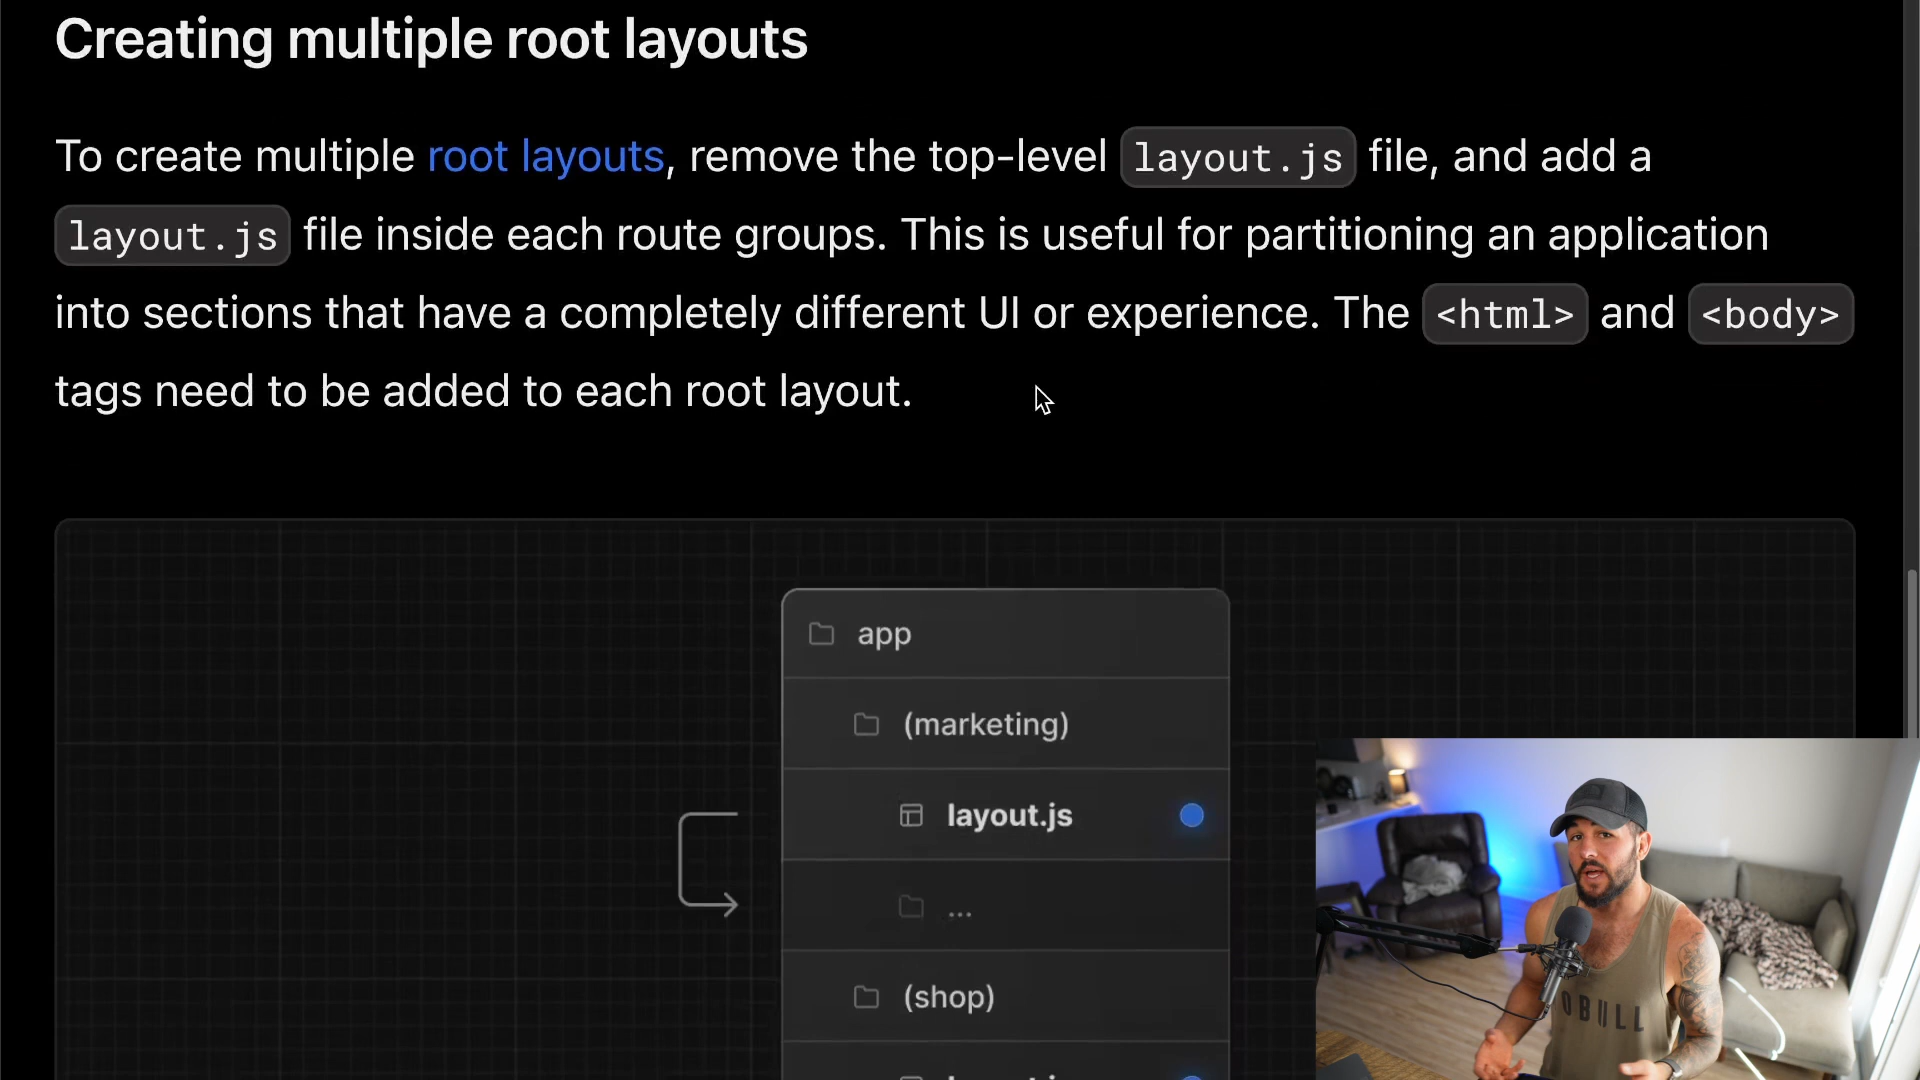 Creating multiple root layouts
To create multiple root layouts, remove the top-level layout.js file, and add a
layout.js file inside each route groups. This is useful for partitioning an application
into sections that have a completely different UI or experience. The <html> and <body>
tags need to be added to each root layout.
app
(marketing)
layout.js
...
(shop)
OBULL